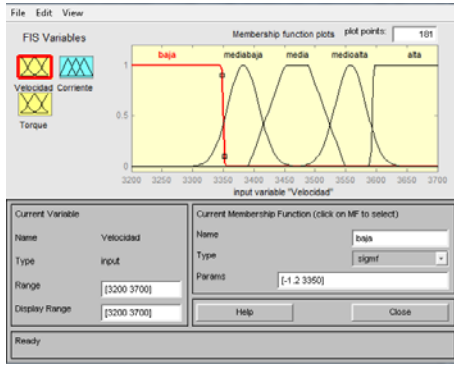 File Edit View
FIS Variables
Membership function plots plot points: 181
baja mediabaja media medioalta alta
Velocidad Corriente
Torque
1
0.5
0
3200 3250 3300 3350 3400 3450 3500 3550 3600 3650 3700
input variable "Velocidad"
Current Variable
Current Membership Function (click on MF to select)
Name Velocidad
Name baja
Type input
Type sigmf
Params [-1.2 3350]
Range [3200 3700]
Display Range [3200 3700]
Help Close
Ready